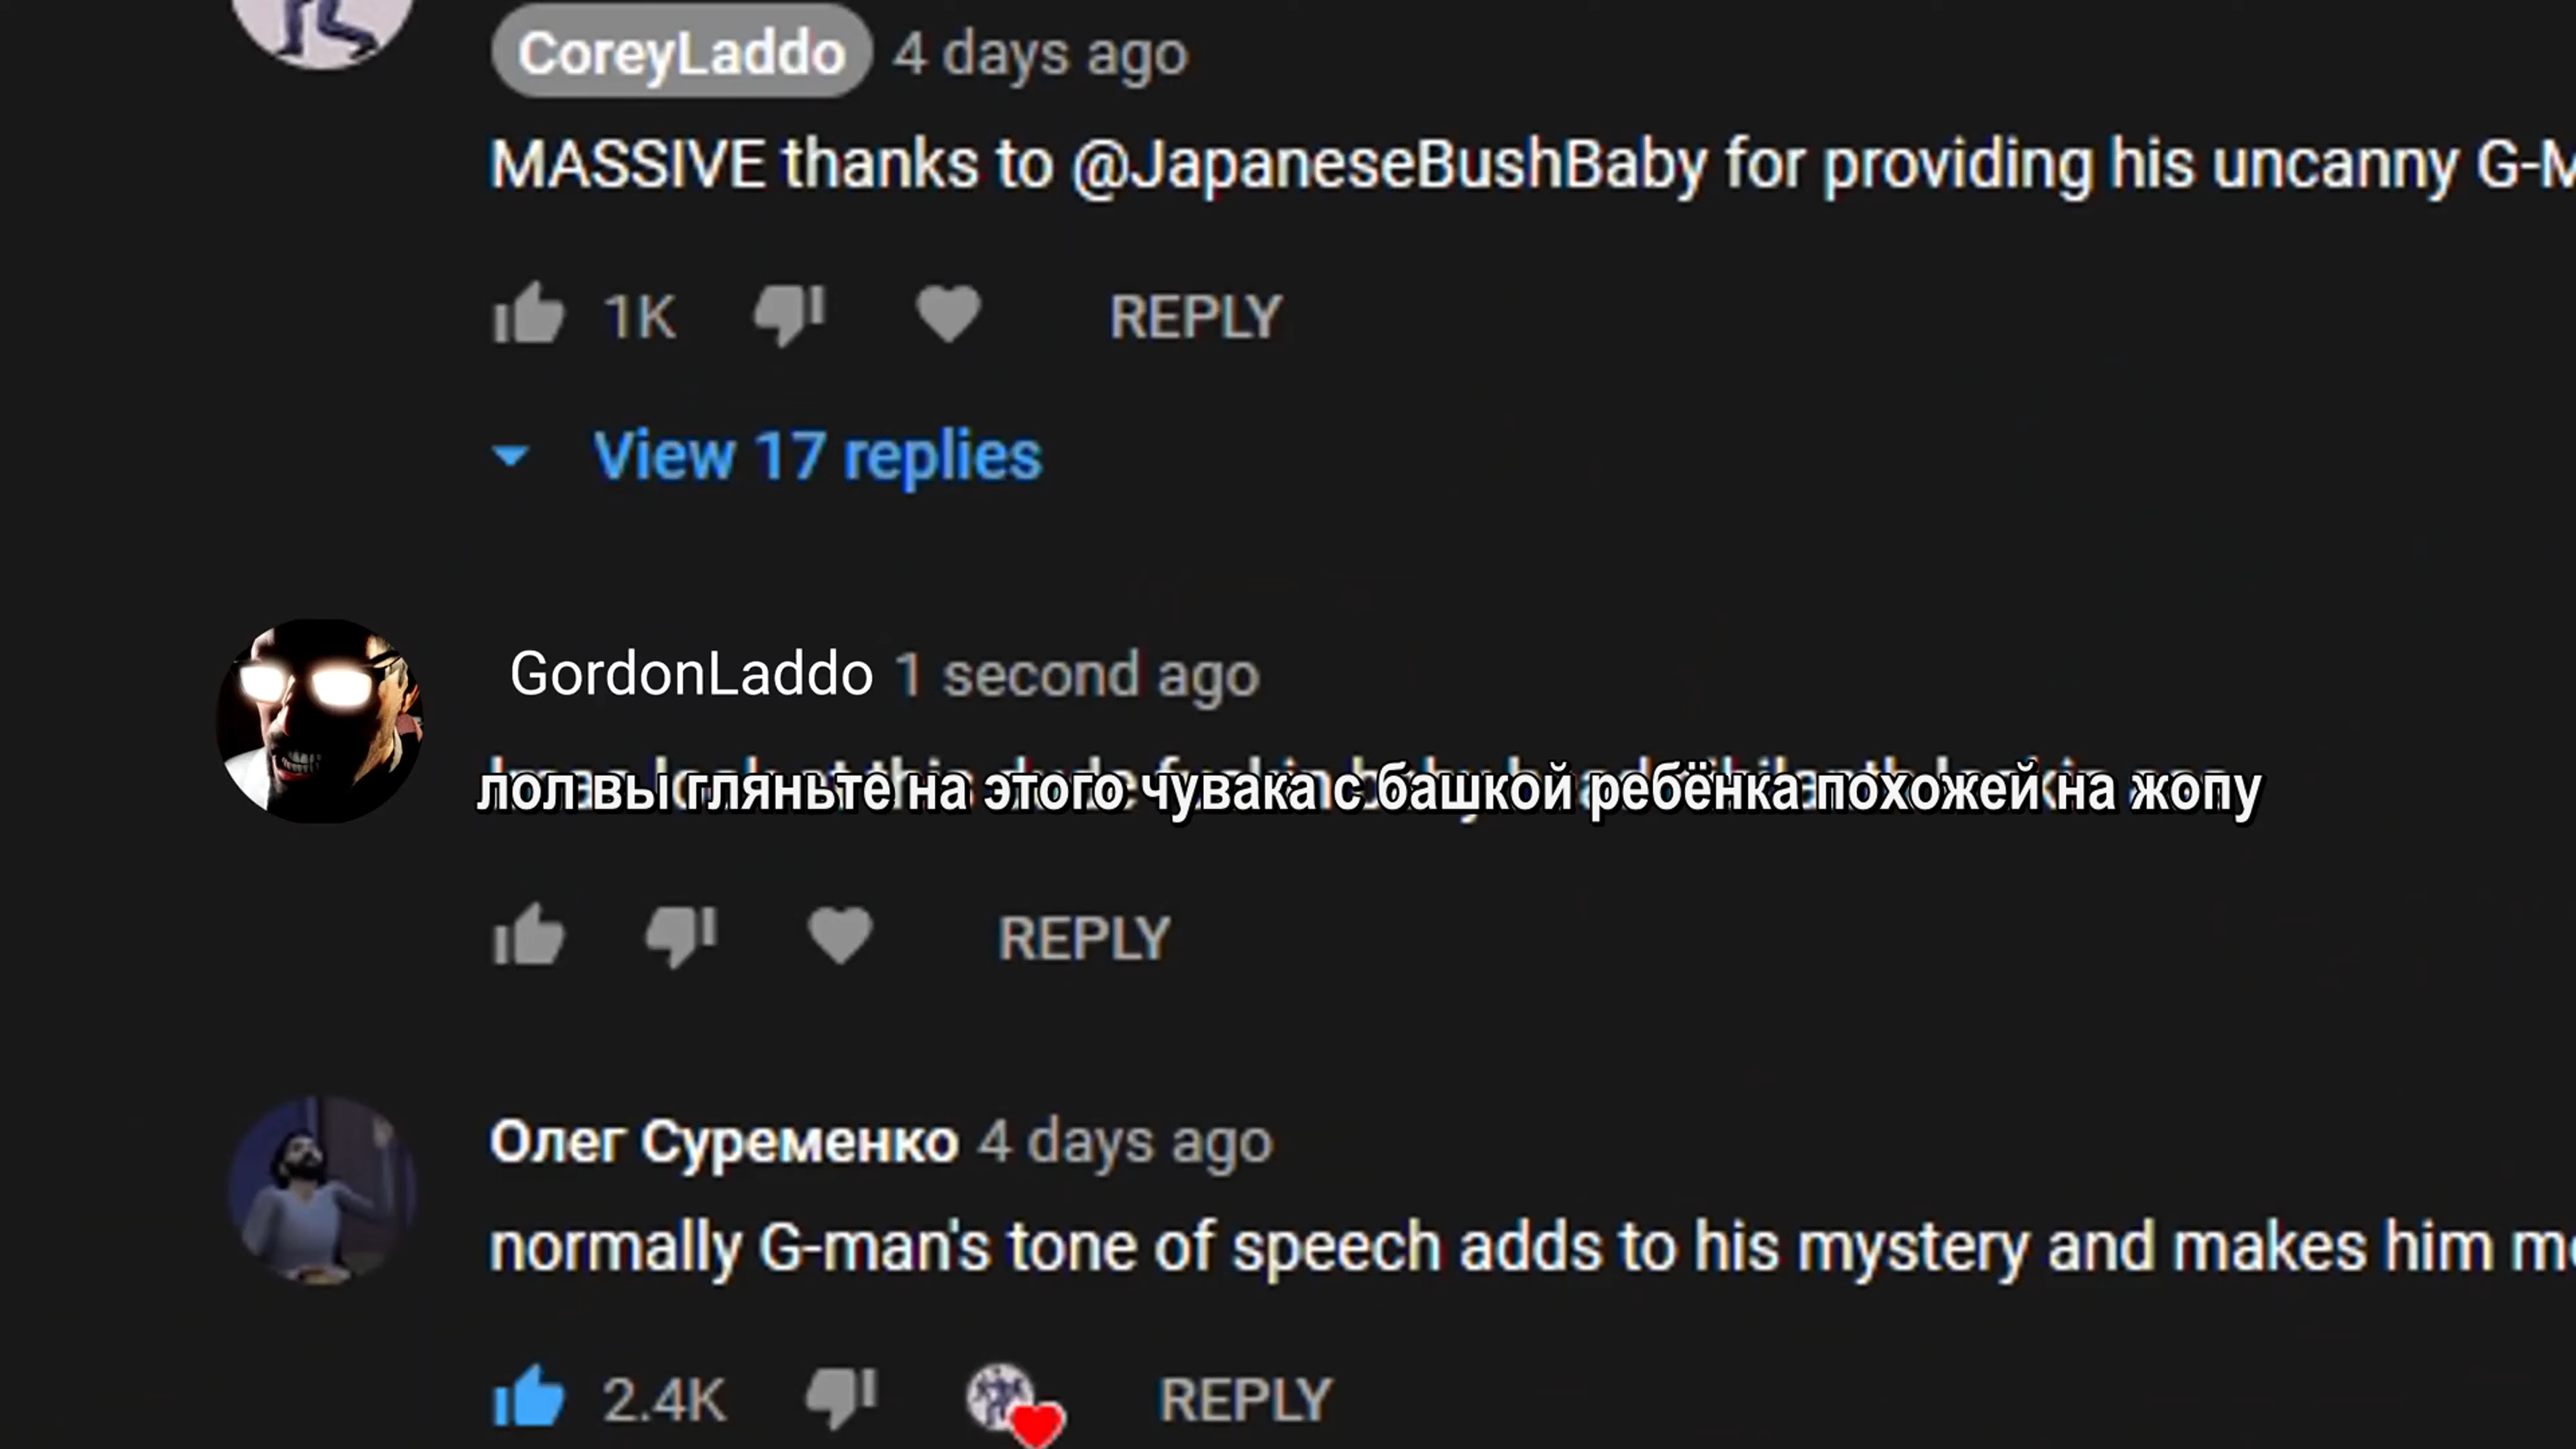 CoreyLaddo 4 days ago
MASSIVE thanks to @JapaneseBushBaby for providing his uncanny G-M
1K REPLY
View 17 replies
GordonLaddo 1 second ago
лол вы гляньте на этого чувака с башкой ребёнка похожей на жопу
REPLY
Олег Суременко 4 days ago
normally G-man's tone of speech adds to his mystery and makes him
2.4K REPLY